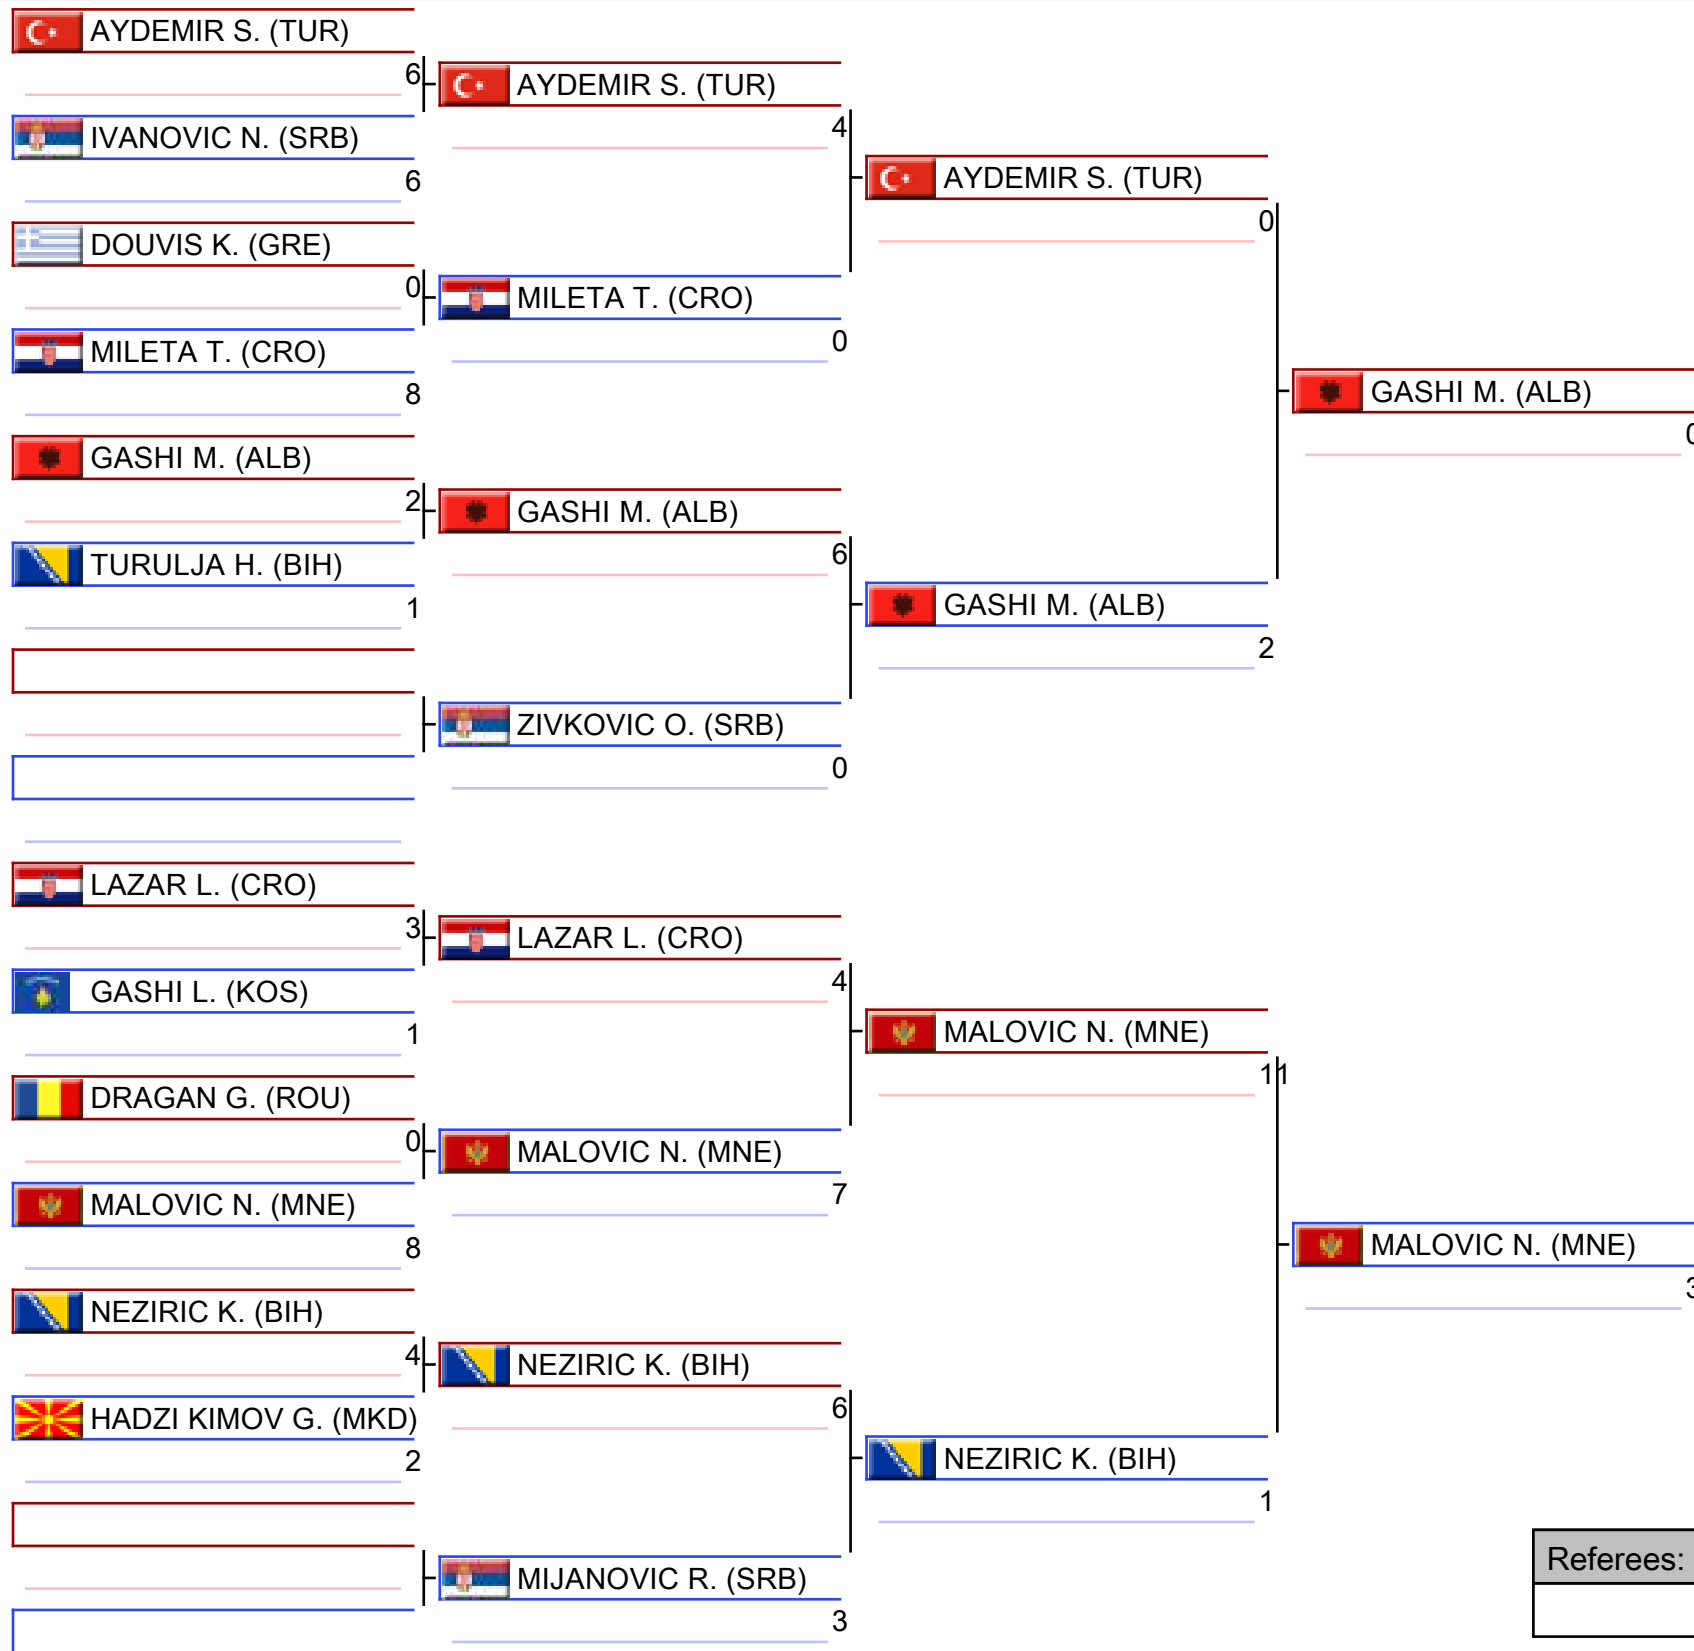 AYDEMIR S. (TUR)
6
AYDEMIR S. (TUR)
4
IVANOVIC N. (SRB)
6
AYDEMIR S. (TUR)
0
DOUVIS K. (GRE)
0
MILETA T. (CRO)
0
MILETA T. (CRO)
8
GASHI M. (ALB)
0
GASHI M. (ALB)
2
GASHI M. (ALB)
6
TURULJA H. (BIH)
1
GASHI M. (ALB)
2
ZIVKOVIC O. (SRB)
0
LAZAR L. (CRO)
3
LAZAR L. (CRO)
4
GASHI L. (KOS)
1
MALOVIC N. (MNE)
11
DRAGAN G. (ROU)
0
MALOVIC N. (MNE)
7
MALOVIC N. (MNE)
8
MALOVIC N. (MNE)
3
NEZIRIC K. (BIH)
4
NEZIRIC K. (BIH)
6
HADZI KIMOV G. (MKD)
2
NEZIRIC K. (BIH)
1
MIJANOVIC R. (SRB)
3
Referees: